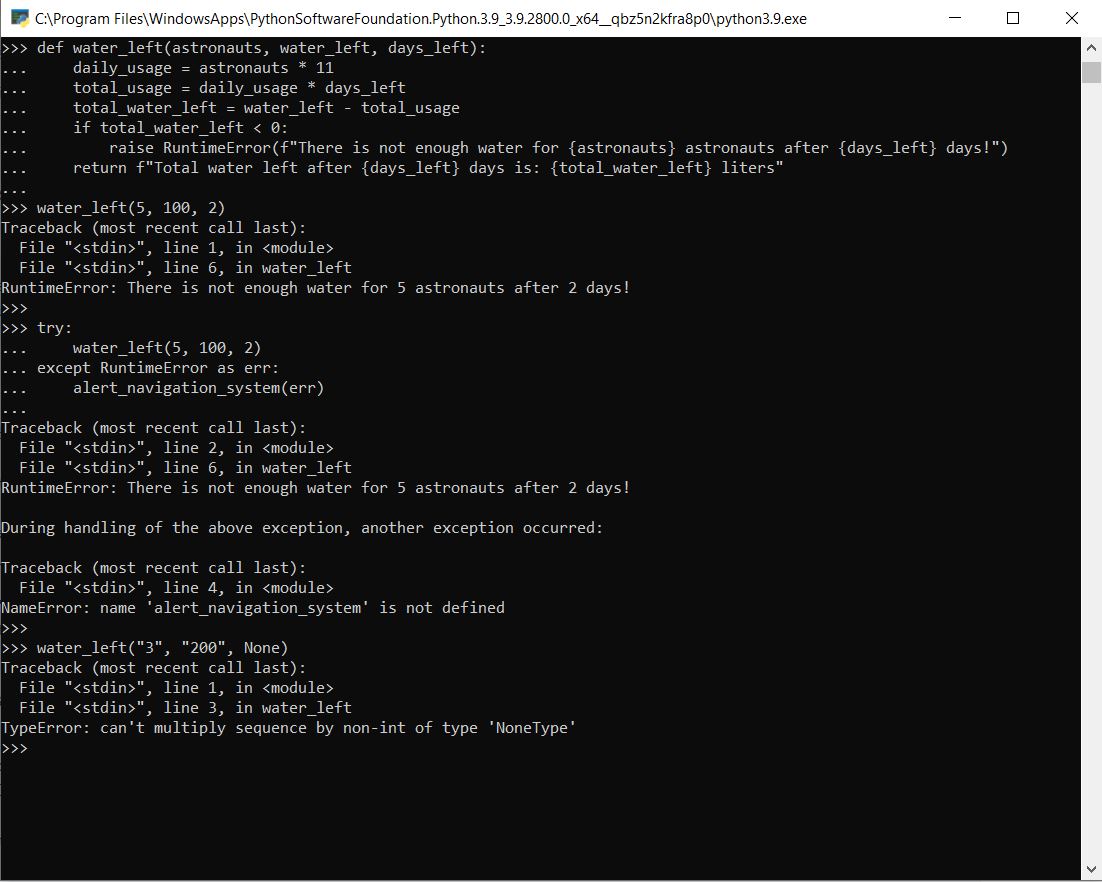 C:\Program Files\WindowsApps\PythonSoftwareFoundation.Python.3.9_3.9.2800.0_x64__qbz5n2kfra8p0\python3.9.exe
>>> def water_left(astronauts, water_left, days_left):
...     daily_usage = astronauts * 11
...     total_usage = daily_usage * days_left
...     total_water_left = water_left - total_usage
...     if total_water_left < 0:
...         raise RuntimeError(f"There is not enough water for {astronauts} astronauts after {days_left} days!")
...     return f"Total water left after {days_left} days is: {total_water_left} liters"
...
>>> water_left(5, 100, 2)
Traceback (most recent call last):
  File "<stdin>", line 1, in <module>
  File "<stdin>", line 6, in water_left
RuntimeError: There is not enough water for 5 astronauts after 2 days!
>>>
>>> try:
...     water_left(5, 100, 2)
... except RuntimeError as err:
...     alert_navigation_system(err)
...
Traceback (most recent call last):
  File "<stdin>", line 2, in <module>
  File "<stdin>", line 6, in water_left
RuntimeError: There is not enough water for 5 astronauts after 2 days!

During handling of the above exception, another exception occurred:

Traceback (most recent call last):
  File "<stdin>", line 4, in <module>
NameError: name 'alert_navigation_system' is not defined
>>>
>>> water_left("3", "200", None)
Traceback (most recent call last):
  File "<stdin>", line 1, in <module>
  File "<stdin>", line 3, in water_left
TypeError: can't multiply sequence by non-int of type 'NoneType'
>>>